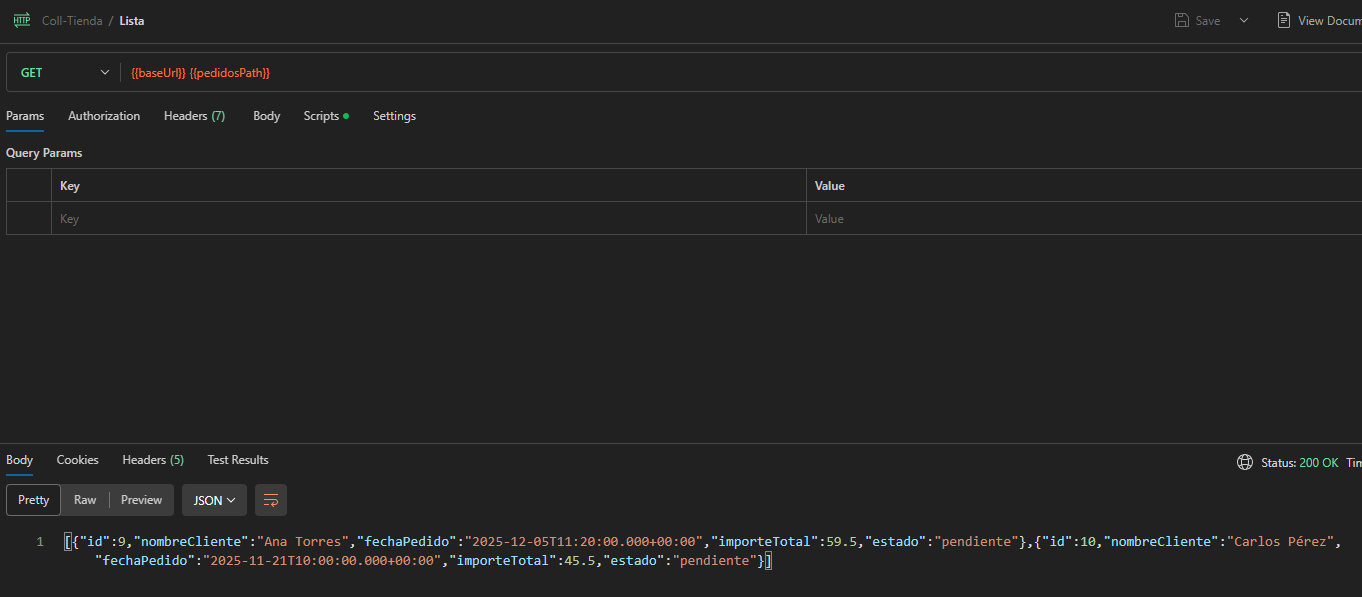 HTTP Coll-Tienda / Lista Save View Docum
GET {{baseUrl}} {{pedidosPath}}
Params Authorization Headers (7) Body Scripts Settings
Query Params
Key Value
Key Value
Body Cookies Headers (5) Test Results Status: 200 OK Tim
Pretty Raw Preview JSON
1 [{"id":9,"nombreCliente":"Ana Torres","fechaPedido":"2025-12-05T11:20:00.000+00:00","importeTotal":59.5,"estado":"pendiente"},{"id":10,"nombreCliente":"Carlos Pérez",
"fechaPedido":"2025-11-21T10:00:00.000+00:00","importeTotal":45.5,"estado":"pendiente"}]